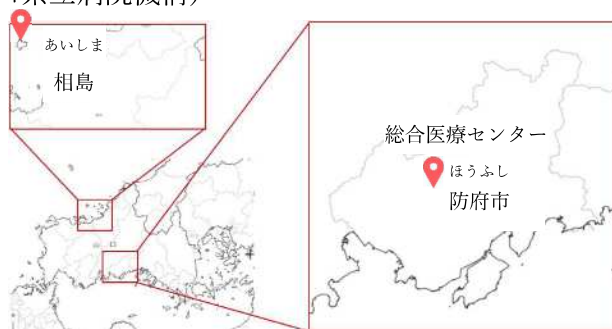 あいしま
相島
総合医療センター
ほうふし
防府市